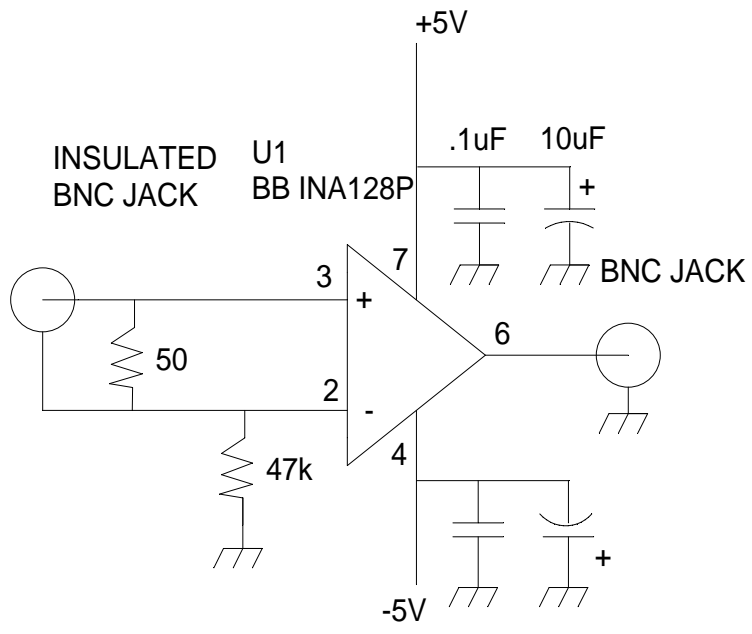 +5V
.1uF
10uF
INSULATED
BNC JACK
U1
BB INA128P
+
7
BNC JACK
3
+
6
50
2
-
4
47k
+
-5V